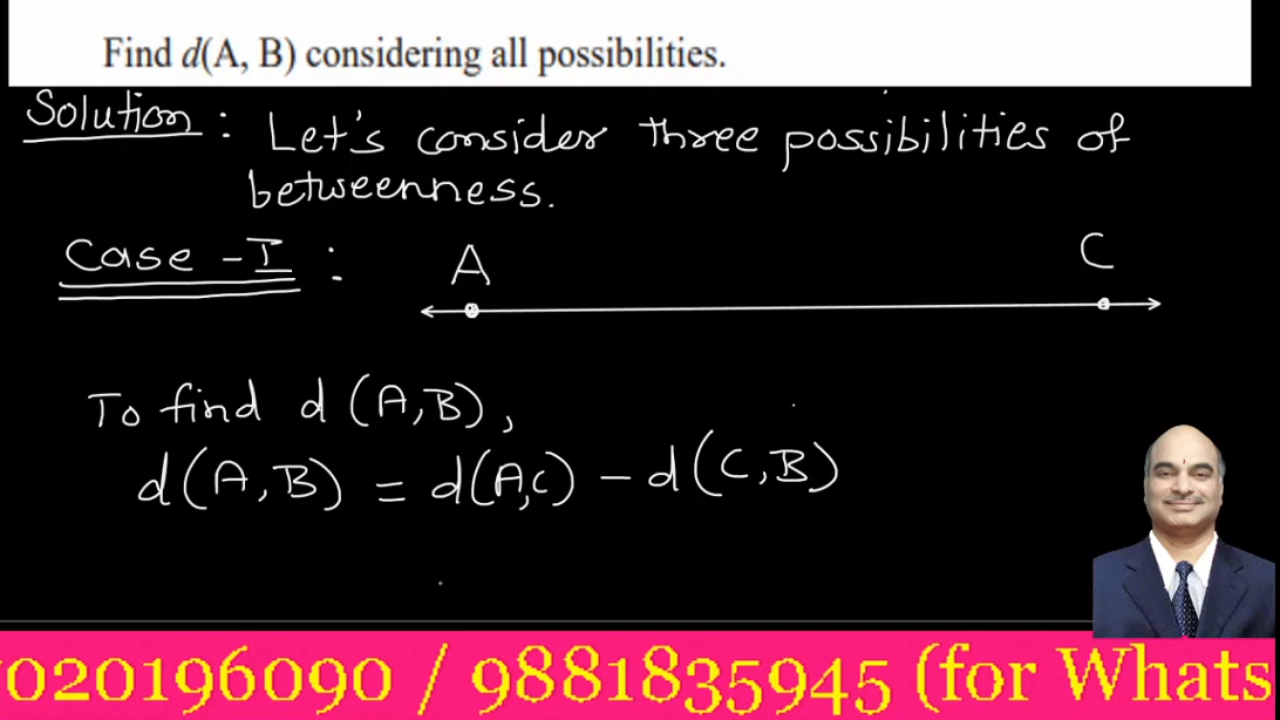 Find d(A, B) considering all possibilities.
Solution : Let's consider three possibilities of
betweenness.
Case - I :
A C
To find d (A,B),
d (A, B) = d(A,C) - d (C, B)
020196090 / 9881835945 (for Whats